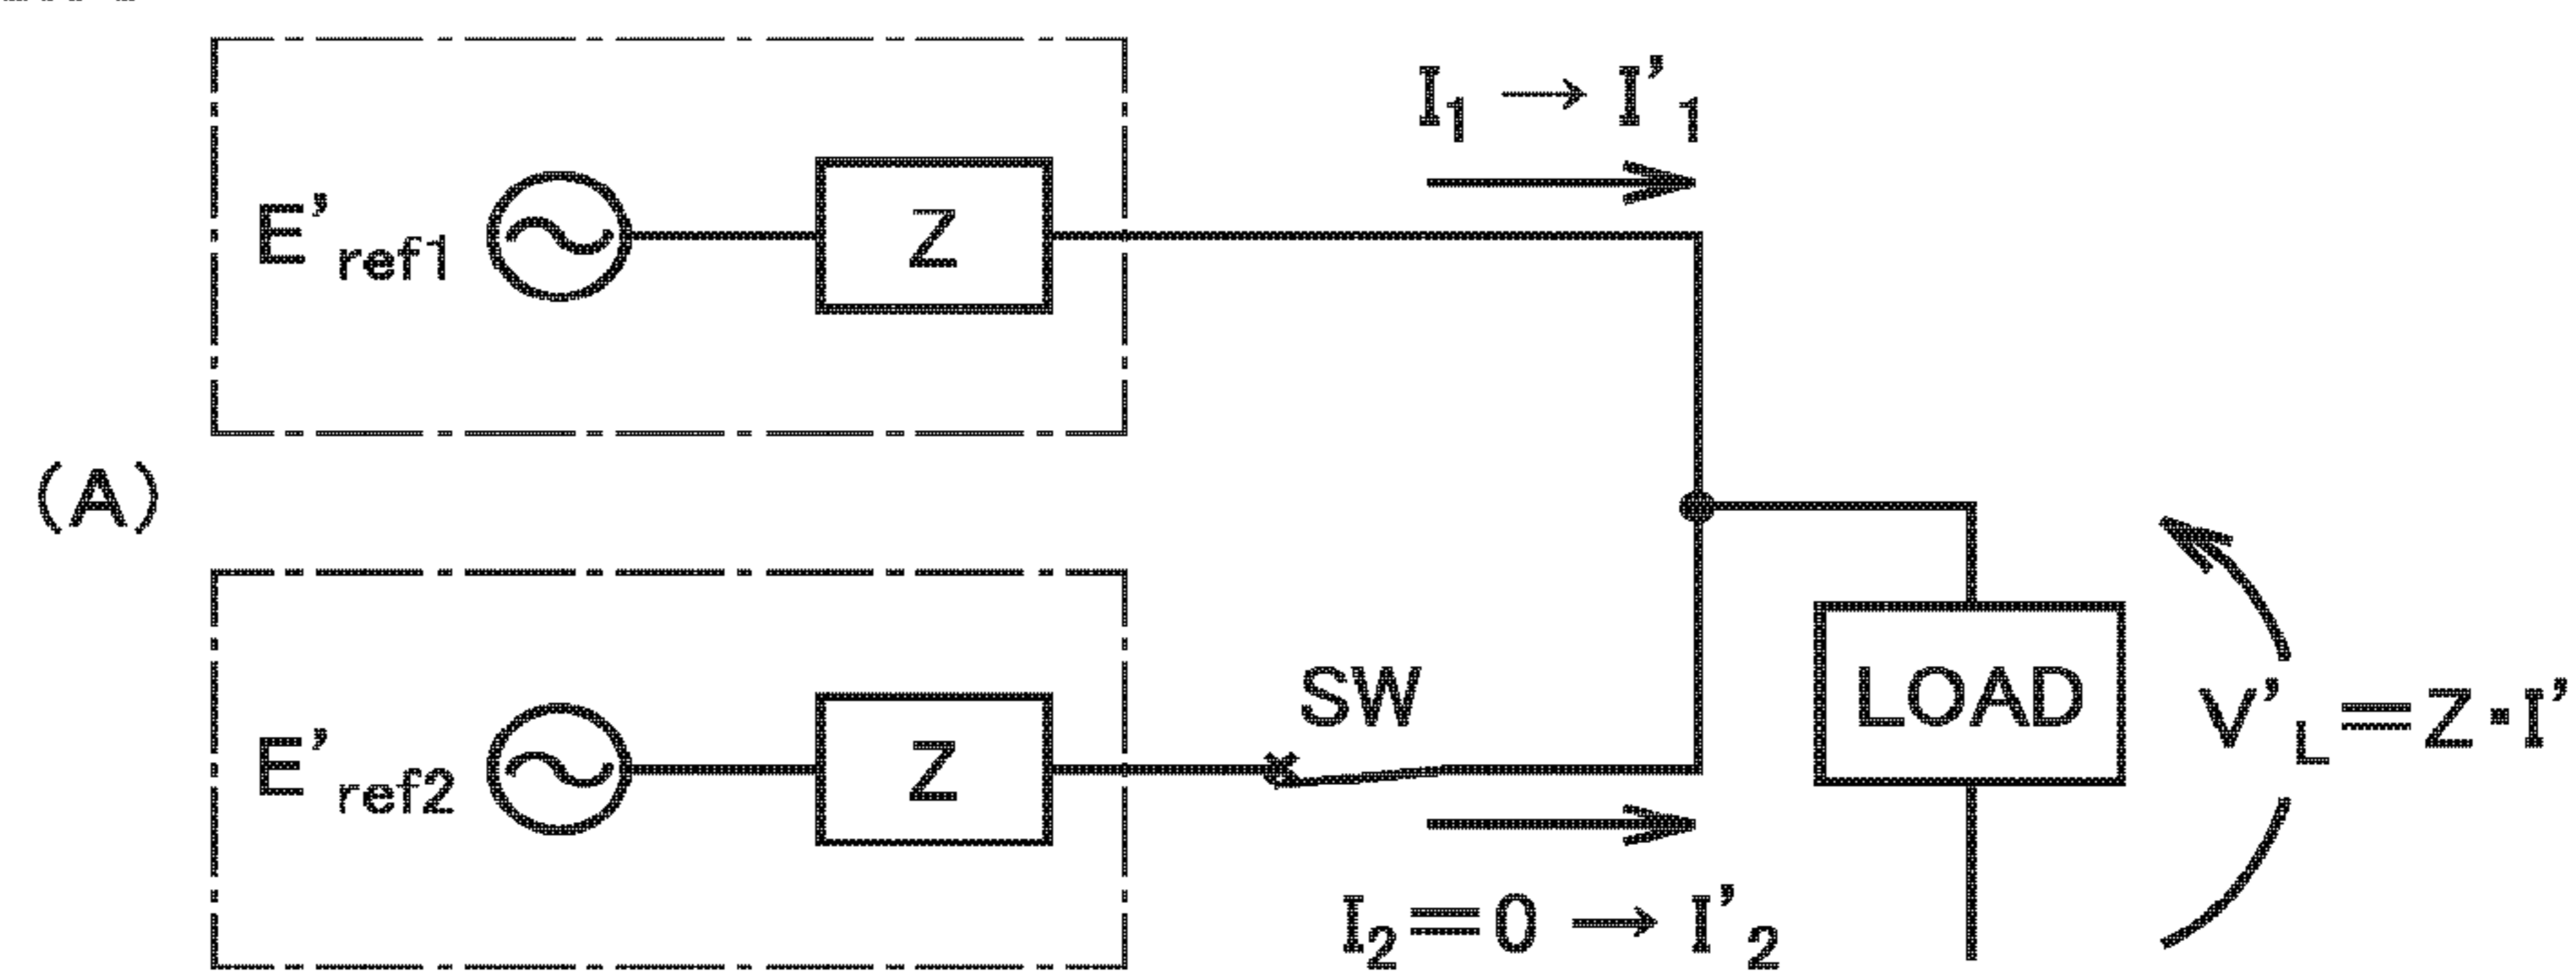 I₁ → I'₁
E'ref1
Z
(A)
SW
LOAD
V'L=Z・I'
E'ref2
Z
I₂=0 → I'₂